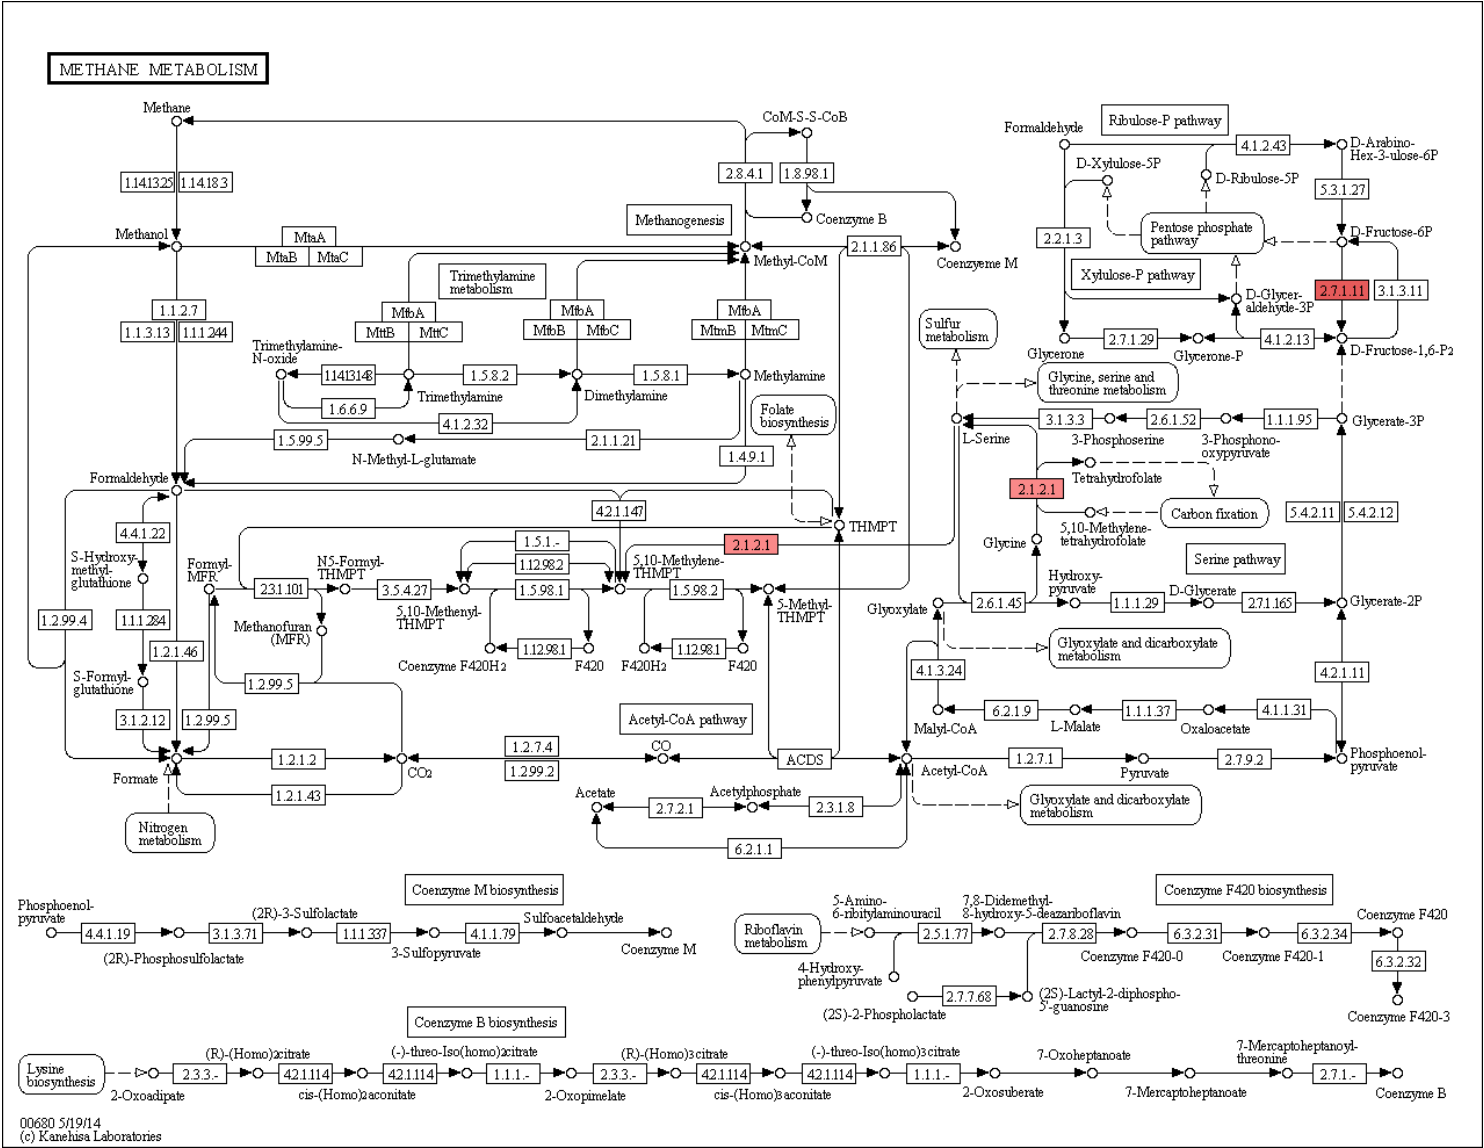 METHANE METABOLISM
Methane
CoM-S-S-CoB
Formaldehyde
Ribulose-P pathway
4.1.2.43
D-Arabino-
Hex-3-ulose-6P
D-Xylulose-5P
D-Ribulose-5P
1.14.13.25
1.14.18.3
2.8.4.1
1.8.98.1
5.3.1.27
Methanogenesis
Coenzyme B
Methanol
MtaA
MtaB
MtaC
Methyl-CoM
2.1.1.86
Coenzyeme M
2.2.1.3
Pentose phosphate
pathway
D-Fructose-6P
Trimethylamine
metabolism
Xylulose-P pathway
2.7.1.11
3.1.3.11
D-Glycer-
aldehyde-3P
1.1.2.7
1.1.3.13
1.1.1.244
MtbA
MttB
MttC
MtbA
MtbB
MtbC
MtbA
MtmB
MtmC
Sulfur
metabolism
Glycerone
2.7.1.29
Glycerone-P
4.1.2.13
D-Fructose-1,6-P2
Trimethylamine-
N-oxide
1.14.13.148
1.5.8.2
1.5.8.1
Methylamine
Trimethylamine
Dimethylamine
1.6.6.9
4.1.2.32
Glycine, serine and
threonine metabolism
Folate
biosynthesis
1.5.99.5
2.1.1.21
N-Methyl-L-glutamate
1.4.9.1
L-Serine
3.1.3.3
2.6.1.52
1.1.1.95
Glycerate-3P
3-Phosphoserine
3-Phosphono-
oxypyruvate
Formaldehyde
Tetrahydrofolate
2.1.2.1
4.2.1.147
THMPT
Carbon fixation
5.4.2.11
5.4.2.12
5,10-Methylene-
tetrahydrofolate
4.4.1.22
1.5.1.-
2.1.2.1
Glycine
Serine pathway
S-Hydroxy-
methyl-
glutathione
Formyl-
MFR
N5-Formyl-
THMPT
1.12.98.2
5,10-Methylene-
THMPT
2.3.1.101
3.5.4.27
1.5.98.1
1.5.98.2
5,10-Methenyl-
THMPT
5-Methyl-
THMPT
Hydroxy-
pyruvate
D-Glycerate
Glyoxylate
2.6.1.45
1.1.1.29
2.7.1.165
Glycerate-2P
1.2.99.4
1.1.1.284
Methanofuran
(MFR)
1.2.1.46
Coenzyme F420H2
1.12.98.1
F420
F420H2
1.12.98.1
F420
Glyoxylate and dicarboxylate
metabolism
4.1.3.24
4.2.1.11
S-Formyl-
glutathione
1.2.99.5
3.1.2.12
1.2.99.5
Acetyl-CoA pathway
Malyl-CoA
6.2.1.9
L-Malate
1.1.1.37
Oxaloacetate
4.1.1.31
Formate
1.2.1.2
CO2
1.2.7.4
1.2.99.2
CO
ACDS
Acetyl-CoA
1.2.7.1
Pyruvate
2.7.9.2
Phosphoenol-
pyruvate
1.2.1.43
Acetate
2.7.2.1
Acetylphosphate
2.3.1.8
Glyoxylate and dicarboxylate
metabolism
Nitrogen
metabolism
6.2.1.1
Coenzyme M biosynthesis
Phosphoenol-
pyruvate
4.4.1.19
(2R)-Phosphosulfolactate
3.1.3.71
(2R)-3-Sulfolactate
1.1.1.337
3-Sulfopyruvate
4.1.1.79
Sulfoacetaldehyde
Coenzyme M
Coenzyme F420 biosynthesis
Riboflavin
metabolism
5-Amino-
6-ribitylaminouracil
2.5.1.77
7,8-Didemethyl-
8-hydroxy-5-deazariboflavin
2.7.8.28
Coenzyme F420-0
6.3.2.31
Coenzyme F420-1
6.3.2.34
Coenzyme F420
6.3.2.32
Coenzyme F420-3
4-Hydroxy-
phenylpyruvate
2.7.7.68
(2S)-2-Phospholactate
(2S)-Lactyl-2-diphospho-
5'-guanosine
Coenzyme B biosynthesis
Lysine
biosynthesis
2-Oxoadipate
2.3.3.-
(R)-(Homo)2citrate
4.2.1.114
cis-(Homo)2aconitate
4.2.1.114
(-)-threo-Iso(homo)2citrate
1.1.1.-
2-Oxopimelate
2.3.3.-
(R)-(Homo)3citrate
4.2.1.114
cis-(Homo)3aconitate
4.2.1.114
(-)-threo-Iso(homo)3citrate
1.1.1.-
2-Oxosuberate
7-Oxoheptanoate
7-Mercaptoheptanoate
7-Mercaptoheptanoyl-
threonine
2.7.1.-
Coenzyme B
00680 5/19/14
(c) Kanehisa Laboratories